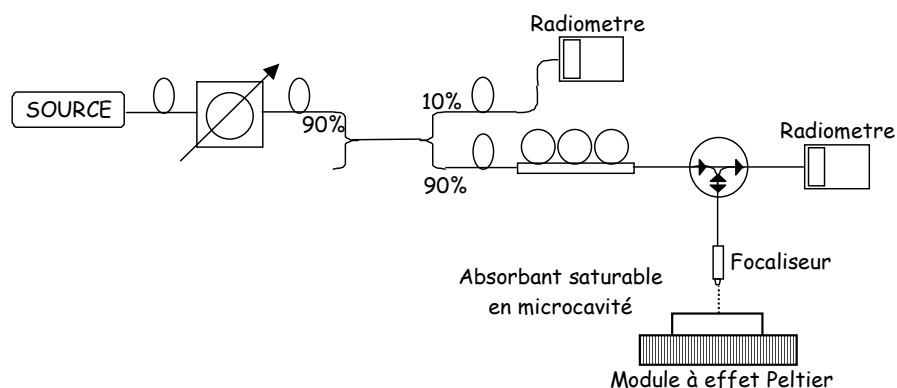 Radiometre
SOURCE
10%
90%
90%
Radiometre
Focaliseur
Absorbant saturable
en microcavité
Module à effet Peltier